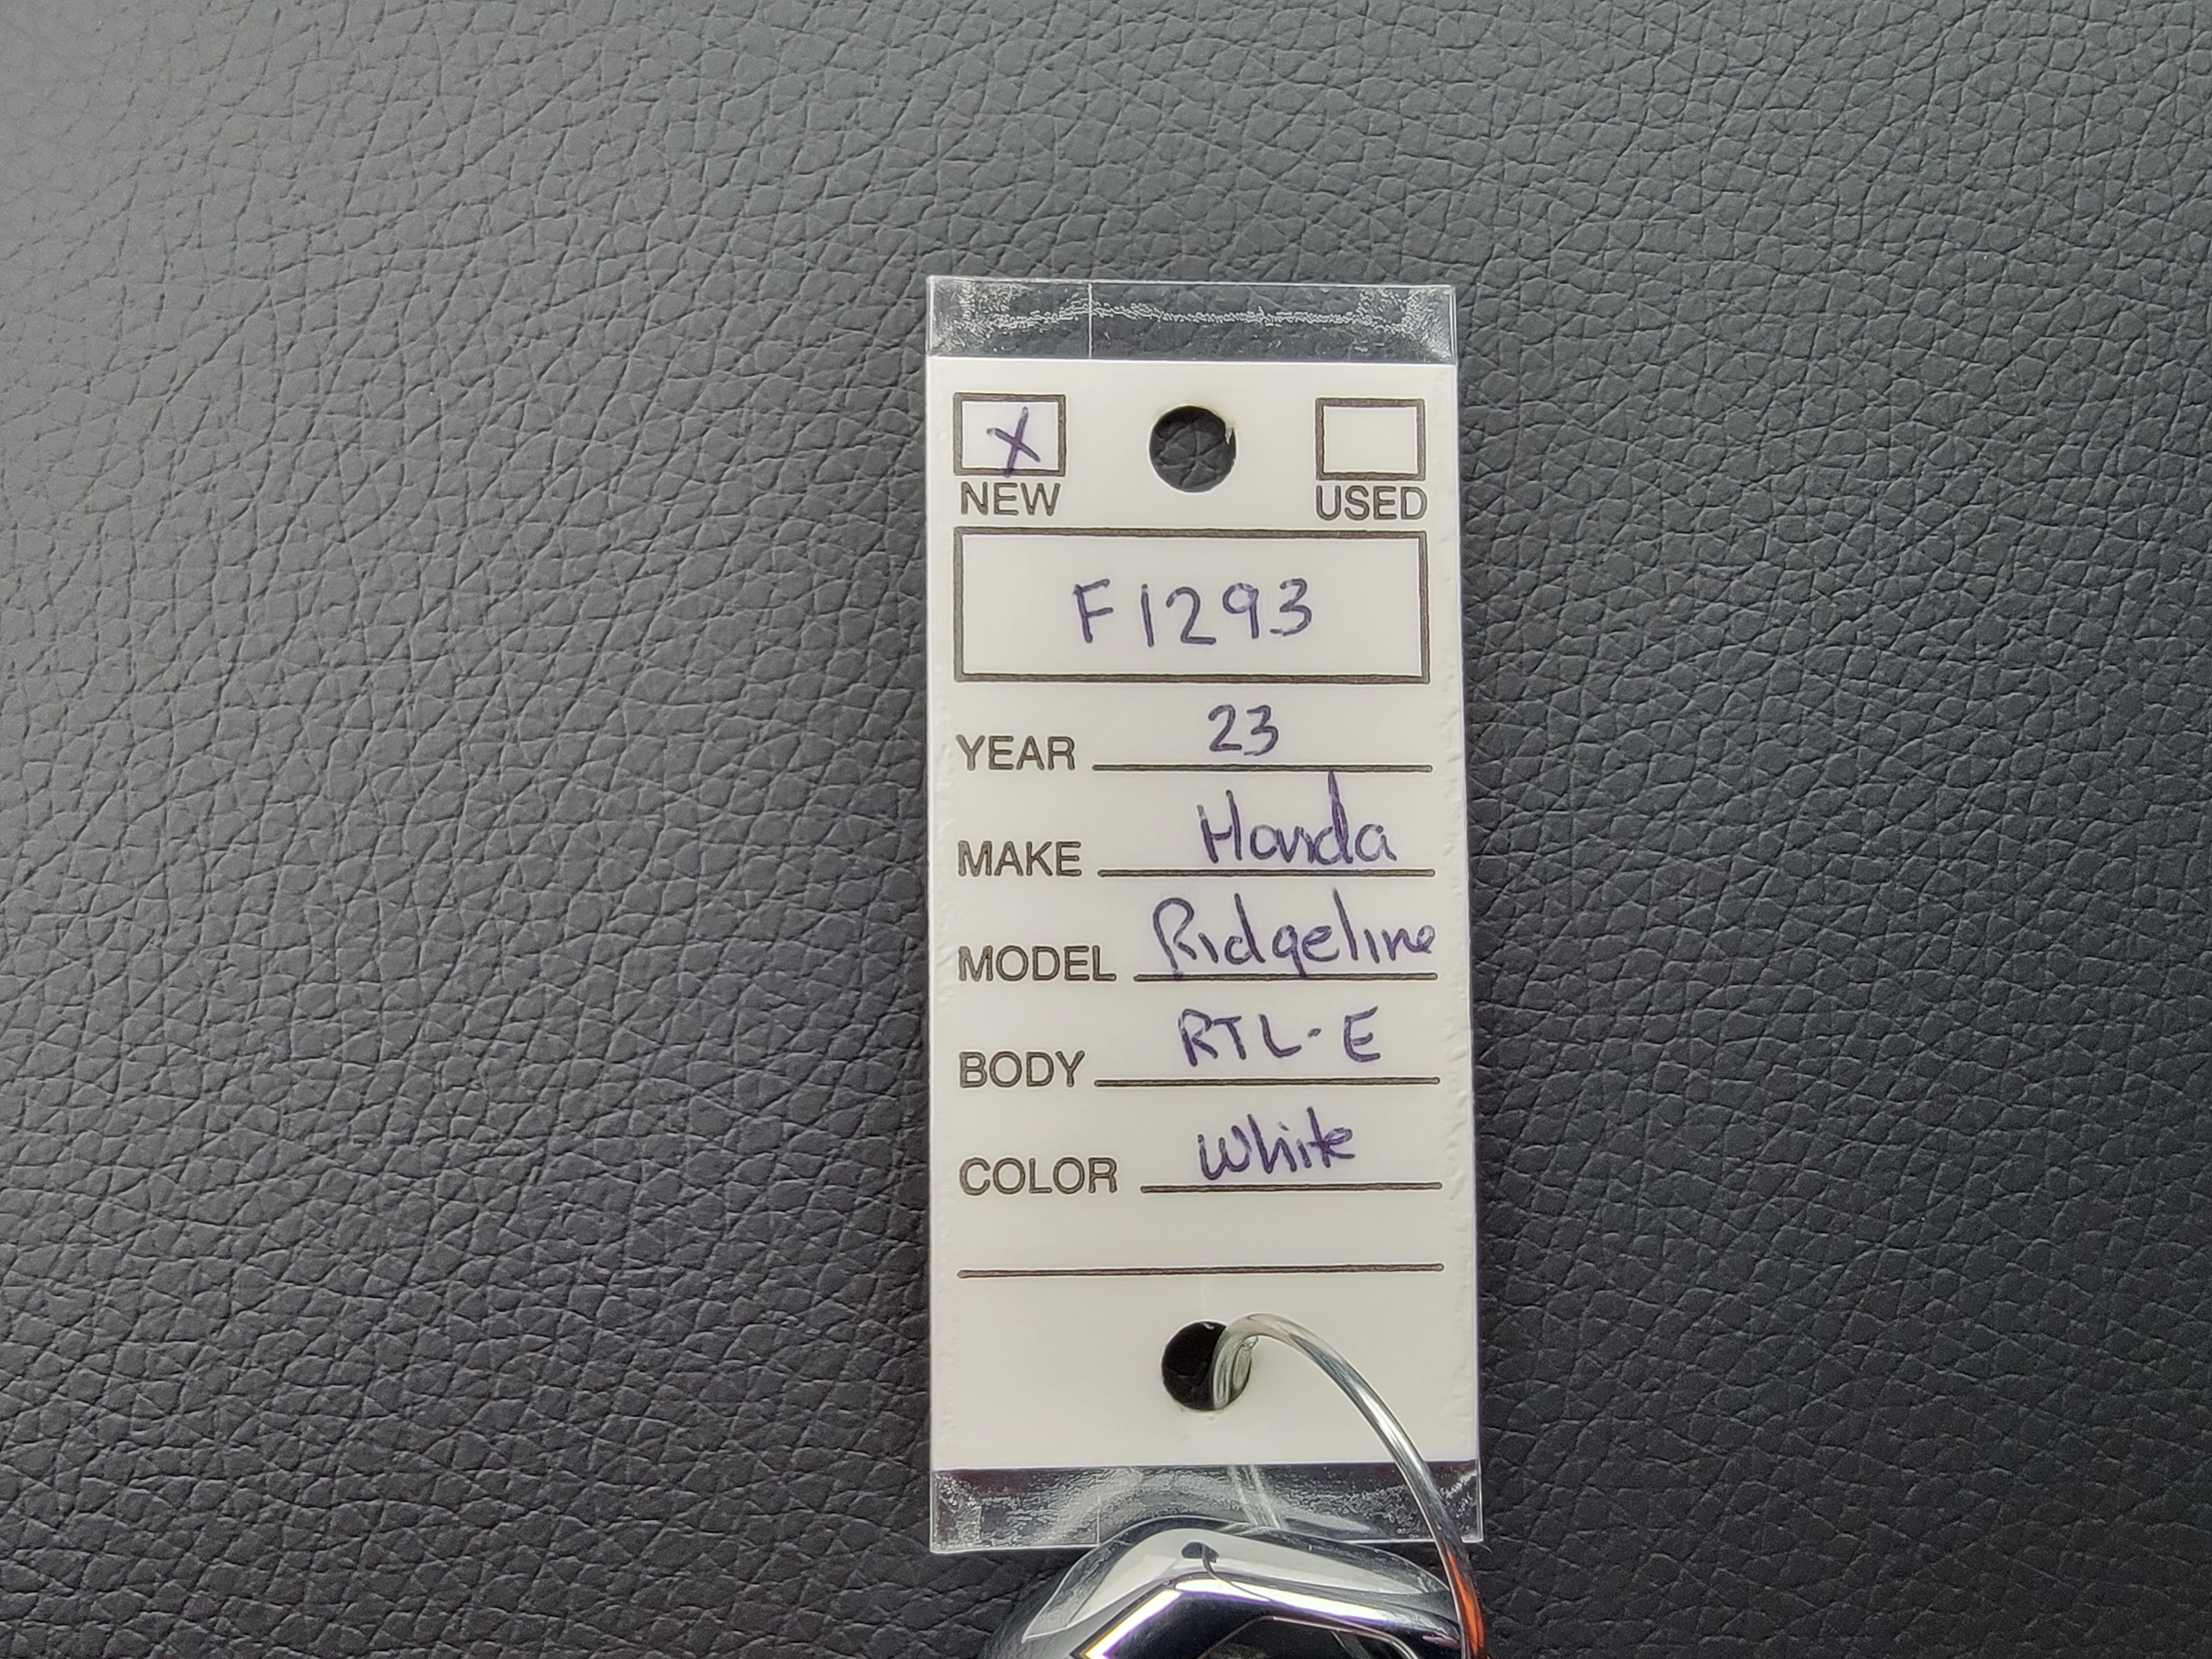 X
NEW USED
F1293
YEAR 23
MAKE Honda
MODEL Ridgeline
BODY RTL-E
COLOR White